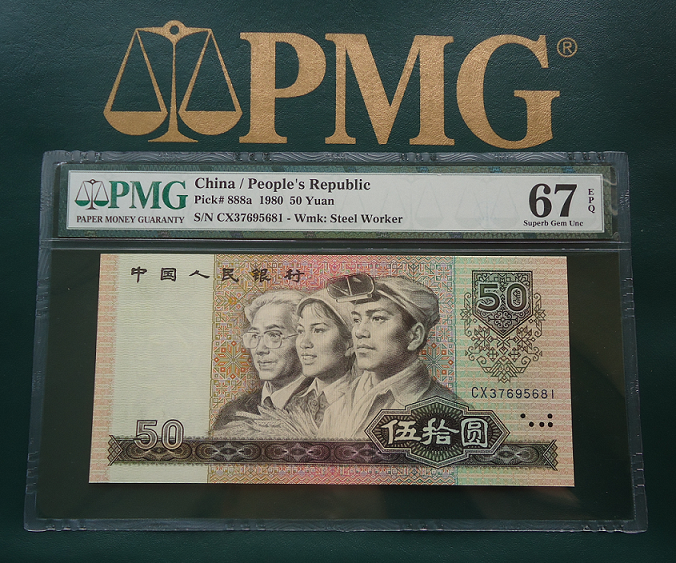 PMG®
PMG
PAPER MONEY GUARANTY
China / People's Republic
Pick# 888a 1980 50 Yuan
S/N CX37695681 - Wmk: Steel Worker
67
EPQ
Superb Gem Unc
中国人民银行
50
CX37695681
50
伍拾圆